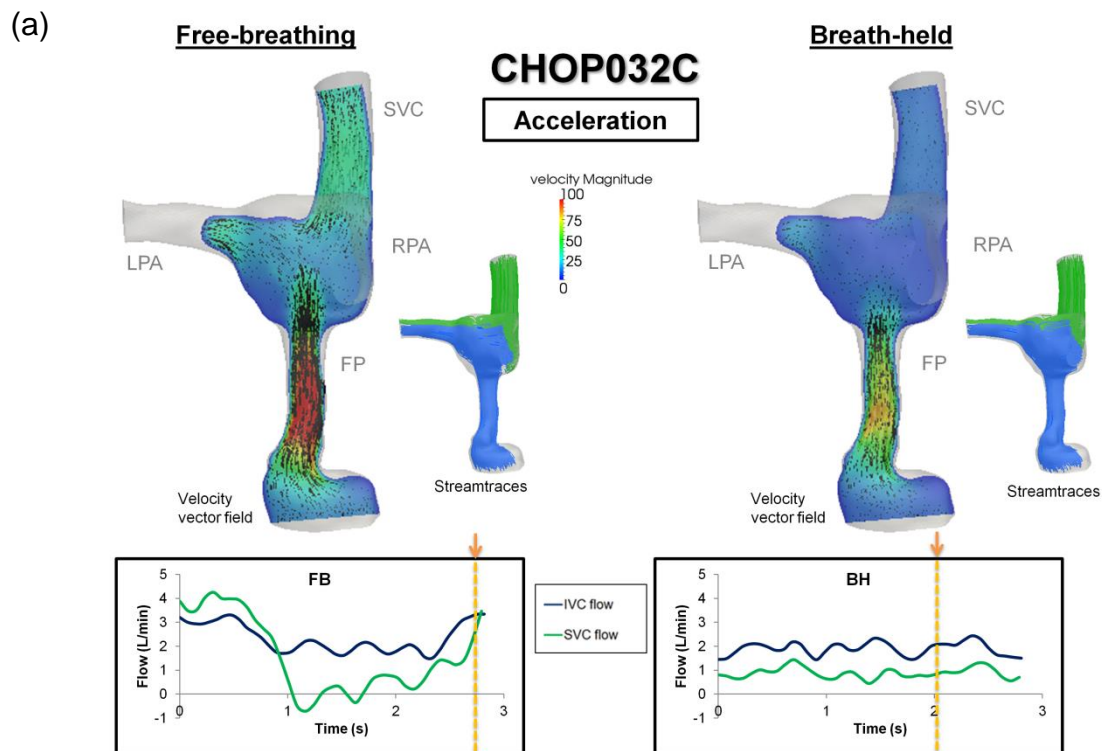 (a)
Free-breathing
Breath-held
CHOP032C
Acceleration
SVC
SVC
velocity Magnitude
100
75
50
25
0
LPA
RPA
LPA
RPA
FP
FP
Velocity
vector field
Streamtraces
Velocity
vector field
Streamtraces
FB
Flow (L/min)
5
4
3
2
1
0
-1
0
1
2
3
Time (s)
IVC flow
SVC flow
BH
Flow (L/min)
5
4
3
2
1
0
-1
0
1
2
3
Time (s)